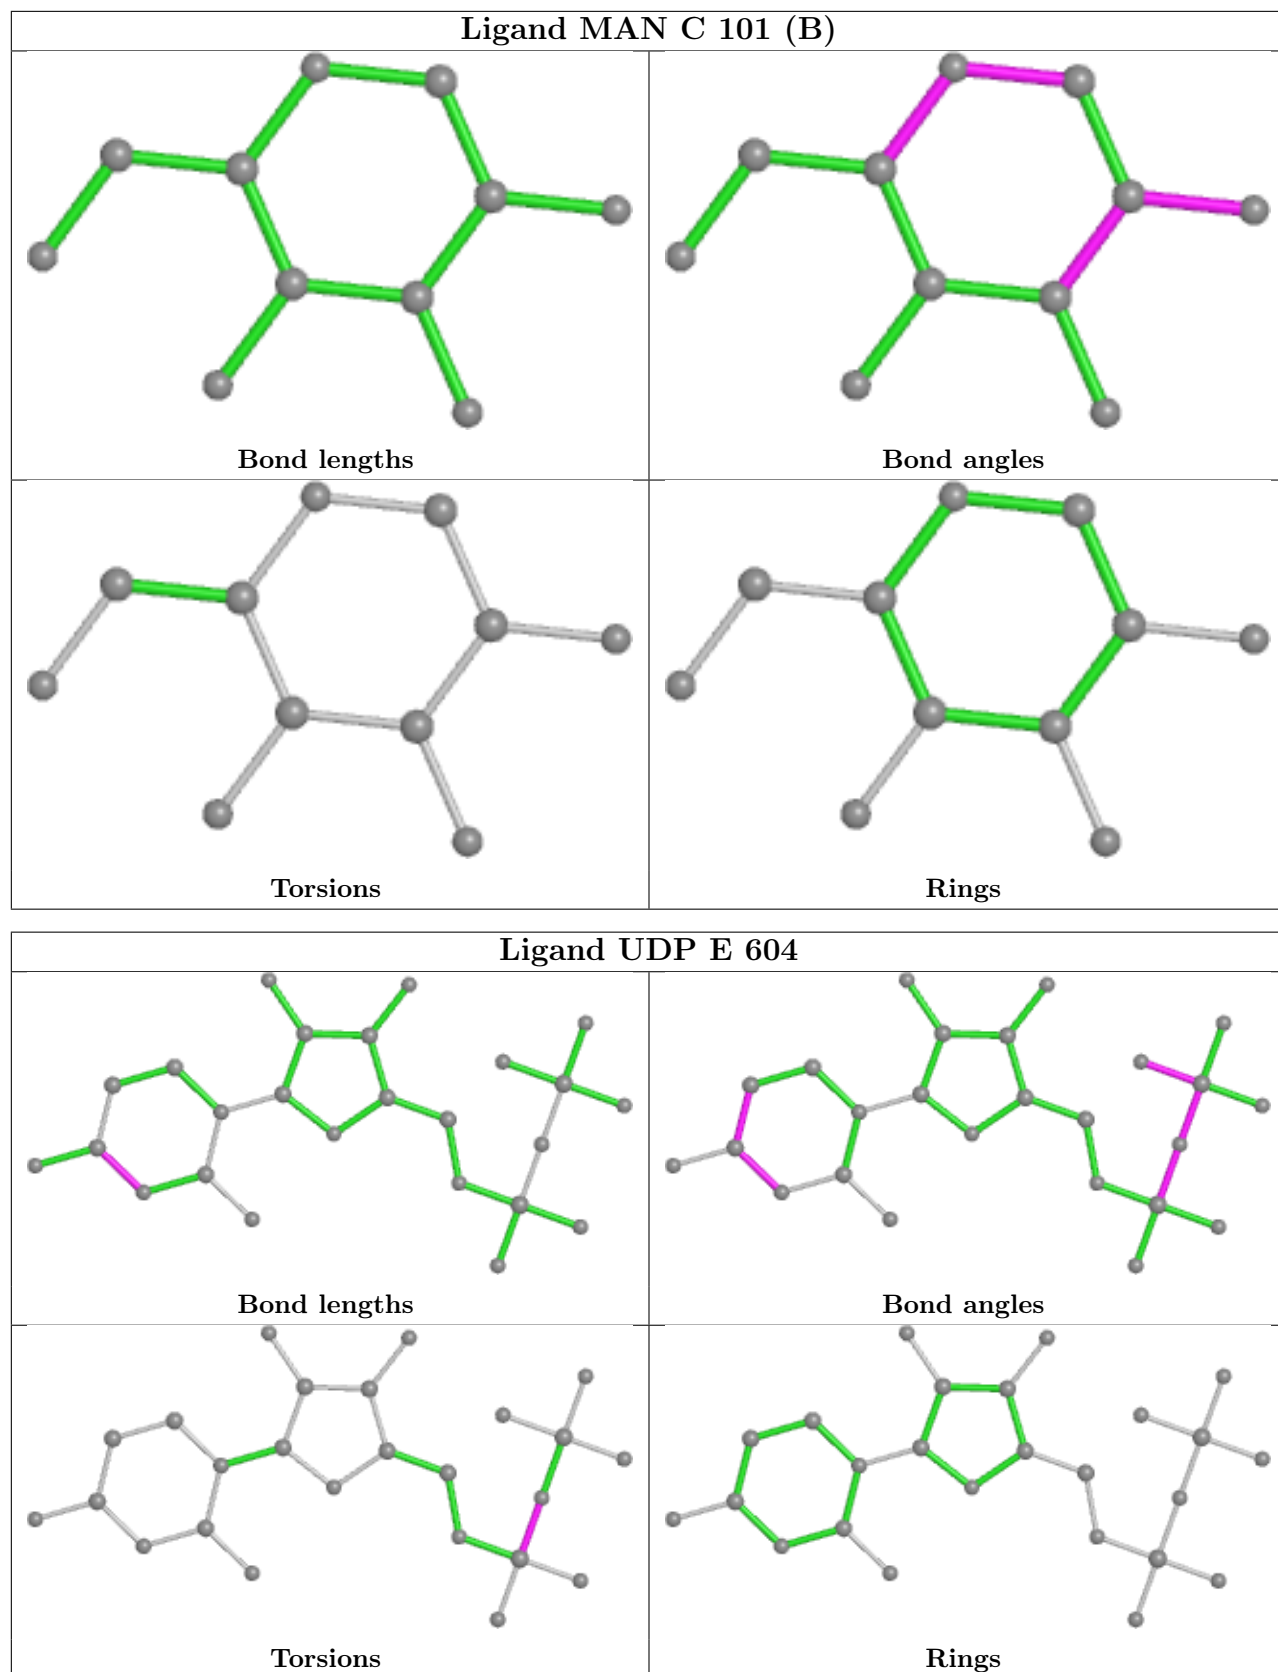 Ligand MAN C 101 (B)
Bond lengths
Bond angles
Torsions
Rings
Ligand UDP E 604
Bond lengths
Bond angles
Torsions
Rings